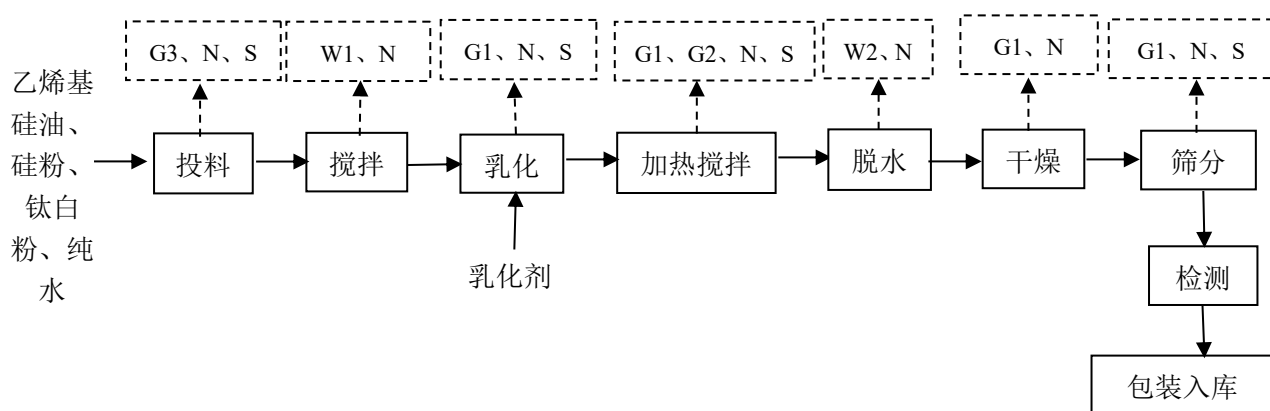 G3、N、S
W1、N
G1、N、S
G1、G2、N、S
W2、N
G1、N
G1、N、S
乙烯基
硅油、
硅粉、
钛白
粉、纯
水
投料
搅拌
乳化
加热搅拌
脱水
干燥
筛分
乳化剂
检测
包装入库